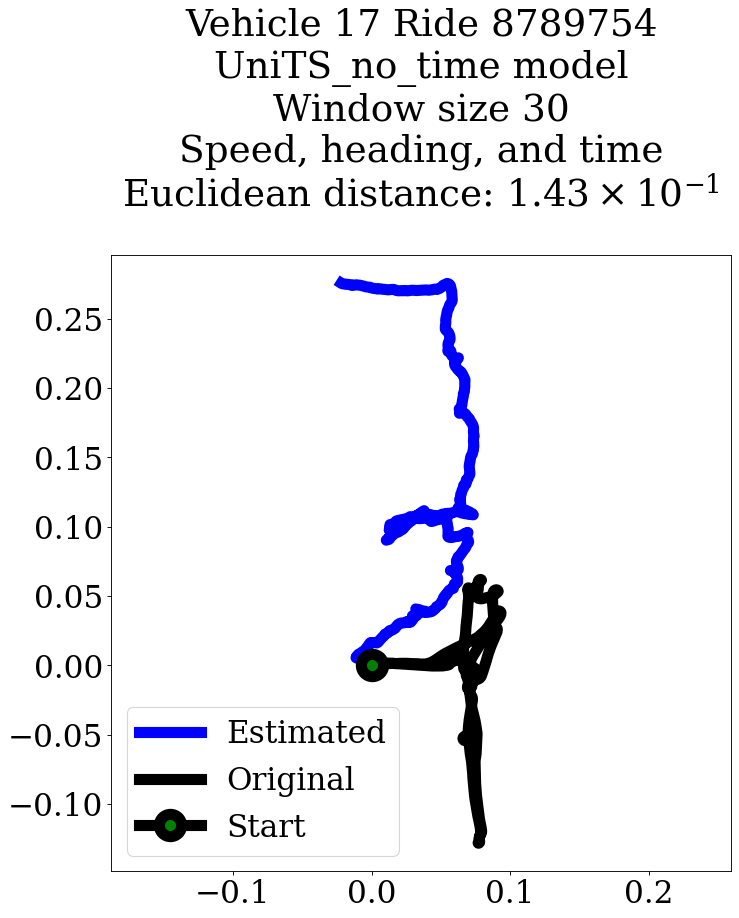 Vehicle 17 Ride 8789754
UniTS_no_time model
Window size 30
Speed, heading, and time
Euclidean distance: 1.43 × 10⁻¹
0.25
0.20
0.15
0.10
0.05
0.00
−0.05
−0.10
Estimated
Original
Start
−0.1 0.0 0.1 0.2